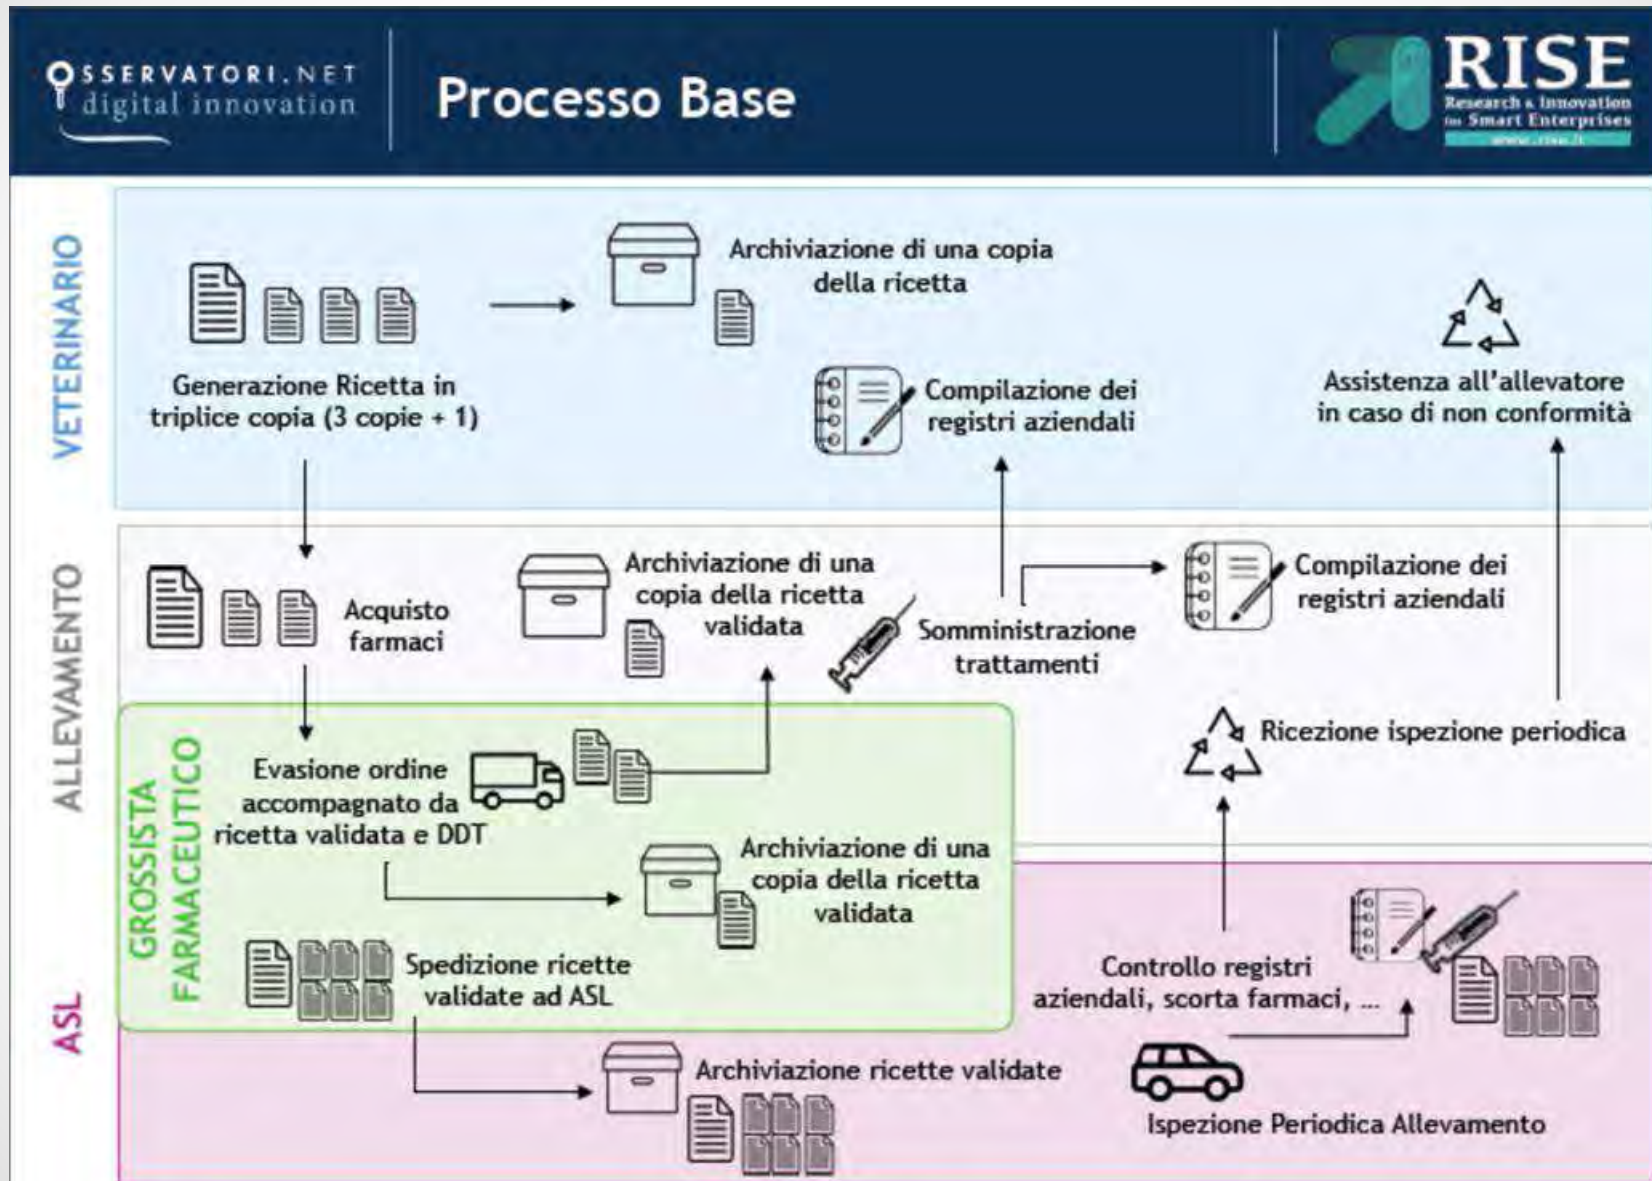 OSSERVATORI.NET
digital innovation
Processo Base
RISE
Research & Innovation
for Smart Enterprises
www.rise.it
VETERINARIO
Generazione Ricetta in
triplice copia (3 copie + 1)
Archiviazione di una copia
della ricetta
Compilazione dei
registri aziendali
Assistenza all'allevatore
in caso di non conformità
ALLEVAMENTO
Acquisto
farmaci
Archiviazione di una
copia della ricetta
validata
Somministrazione
trattamenti
Compilazione dei
registri aziendali
Ricezione ispezione periodica
GROSSISTA
FARMACEUTICO
Evasione ordine
accompagnato da
ricetta validata e DDT
Archiviazione di una
copia della ricetta
validata
Spedizione ricette
validate ad ASL
ASL
Archiviazione ricette validate
Controllo registri
aziendali, scorta farmaci, ...
Ispezione Periodica Allevamento